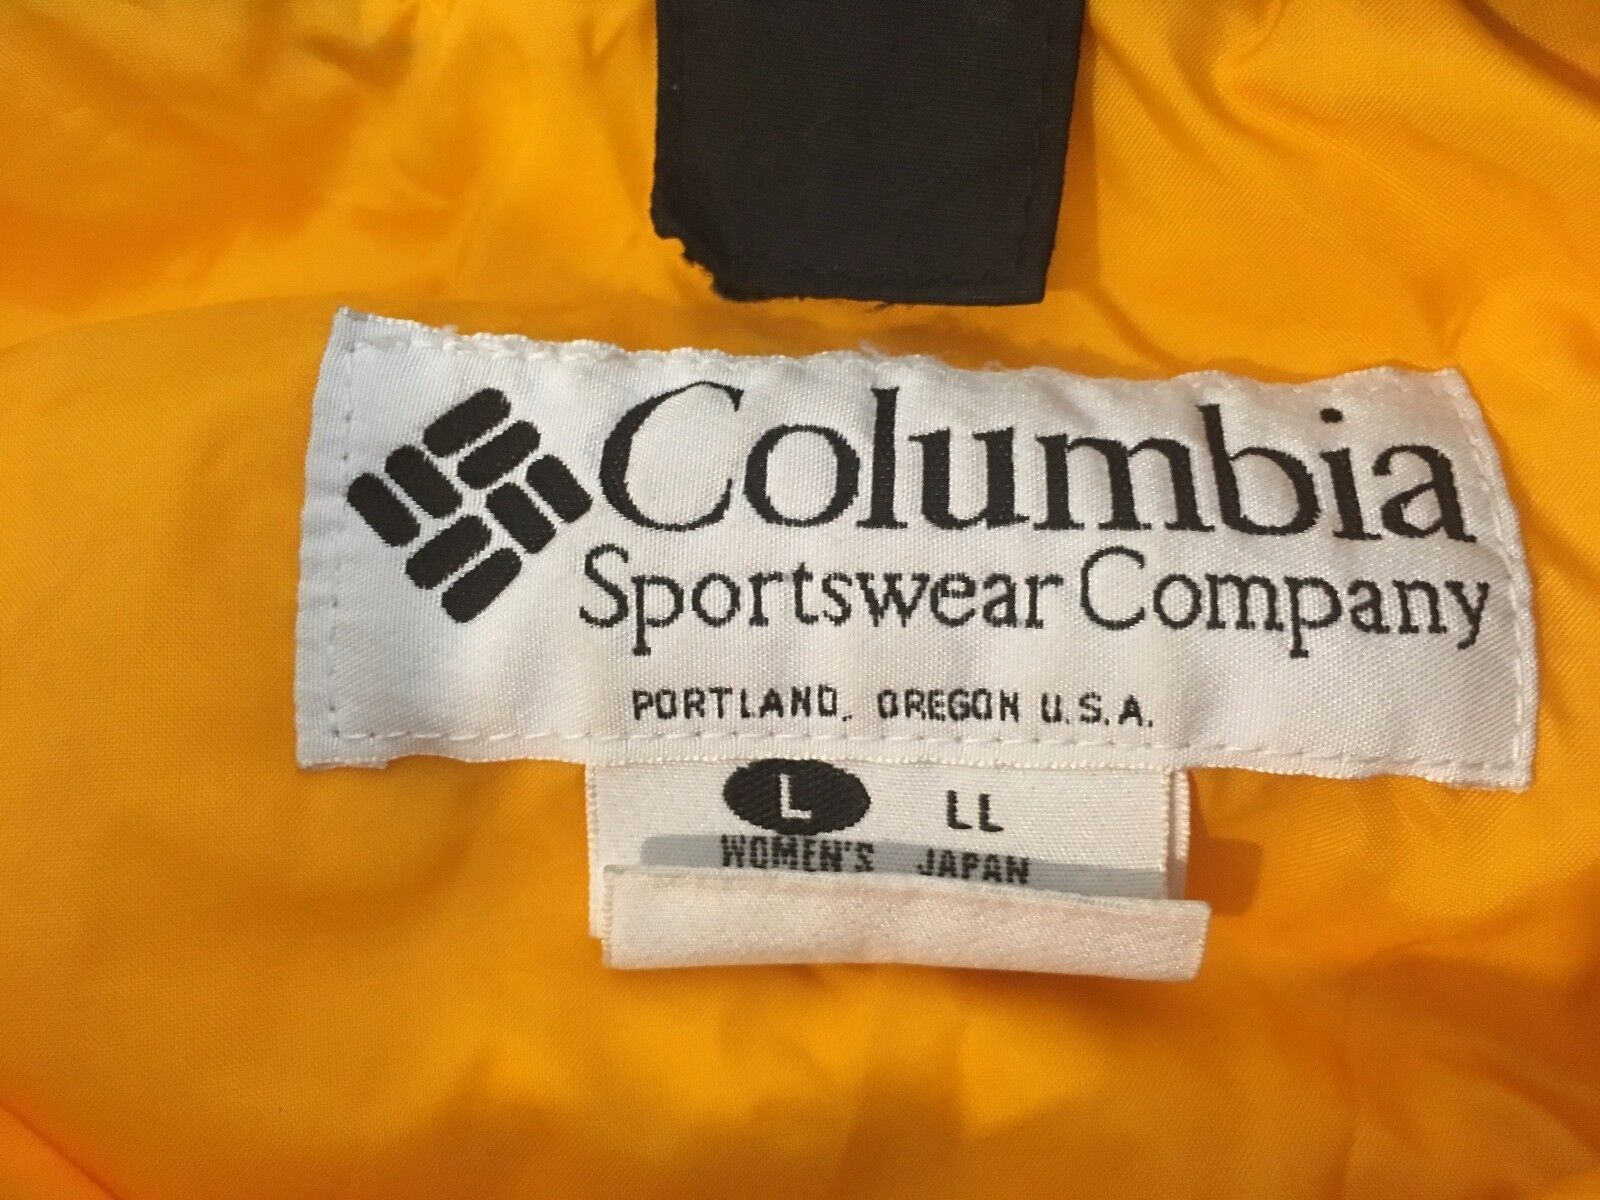 Columbia
Sportswear Company
PORTLAND, OREGON U.S.A.
L LL
WOMEN'S JAPAN